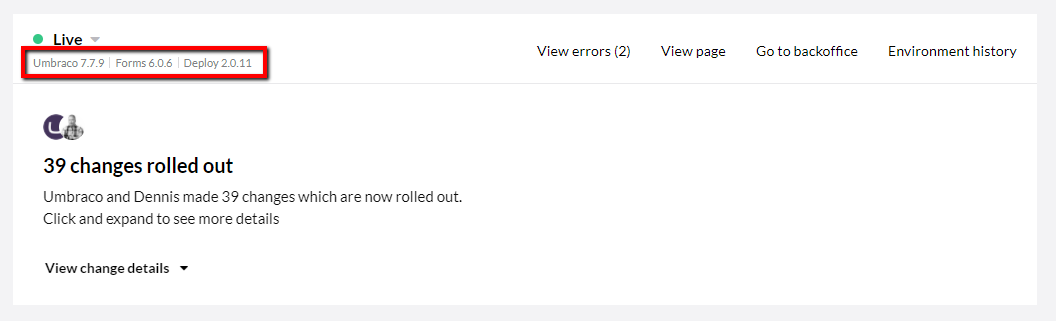 Live
Umbraco 7.7.9 | Forms 6.0.6 | Deploy 2.0.11
View errors (2) View page Go to backoffice Environment history
39 changes rolled out
Umbraco and Dennis made 39 changes which are now rolled out.
Click and expand to see more details
View change details